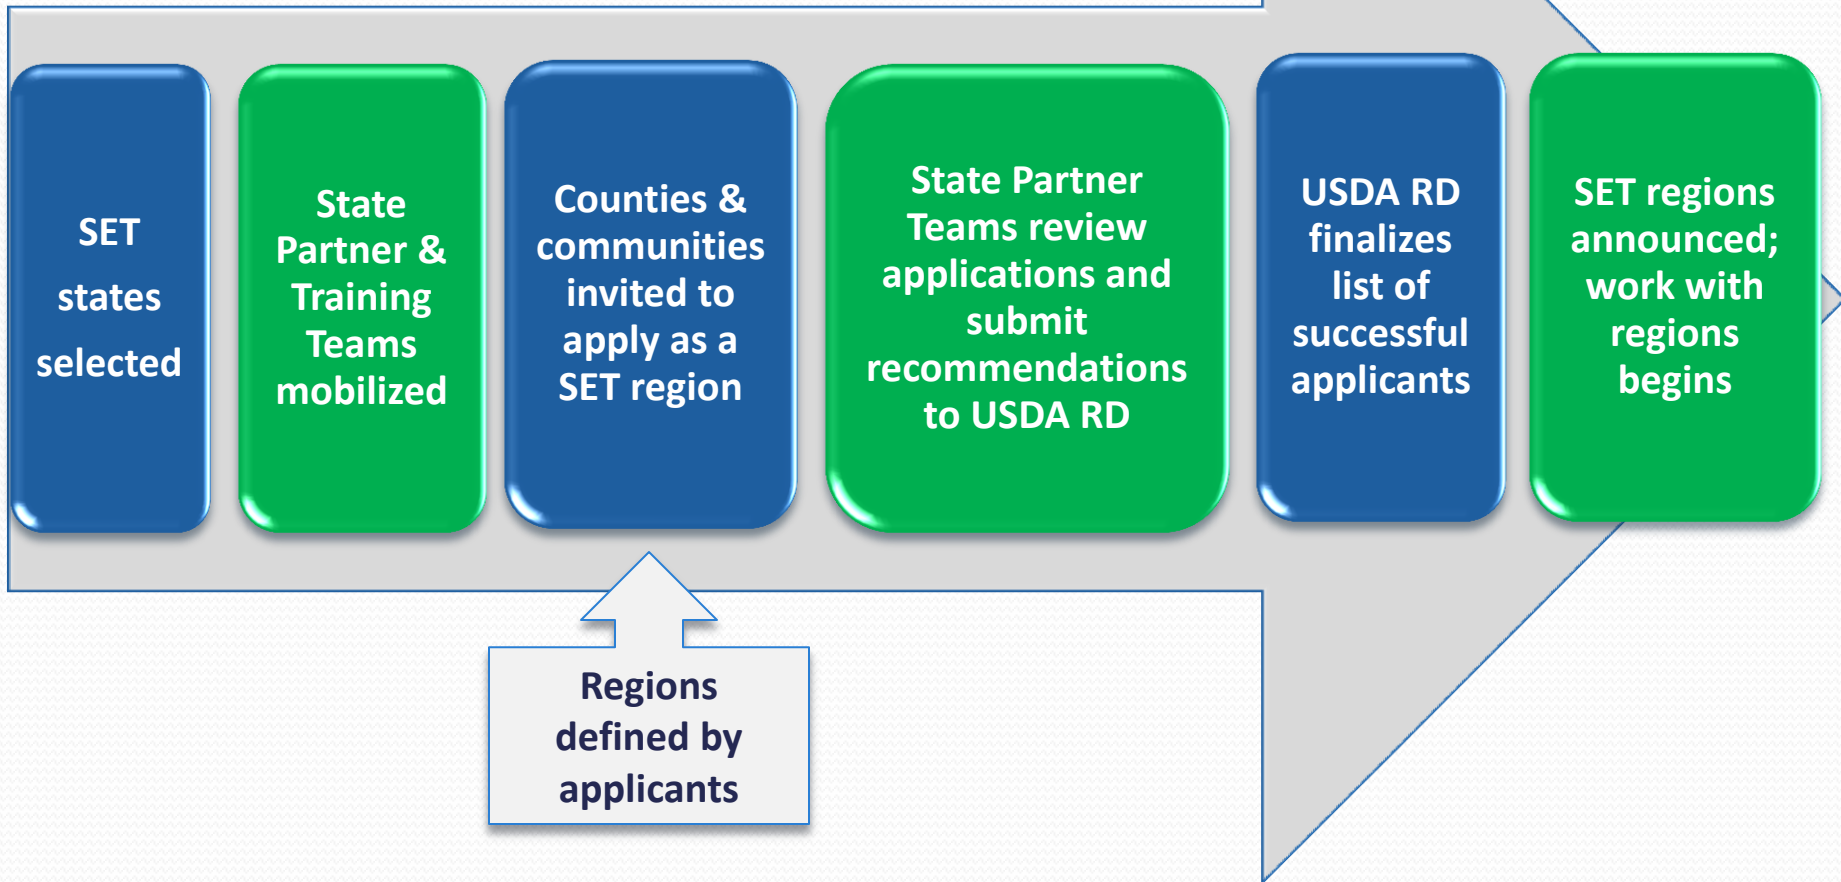 SET
states
selected
State
Partner &
Training
Teams
mobilized
Counties &
communities
invited to
apply as a
SET region
State Partner
Teams review
applications and
submit
recommendations
to USDA RD
USDA RD
finalizes
list of
successful
applicants
SET regions
announced;
work with
regions
begins
Regions
defined by
applicants